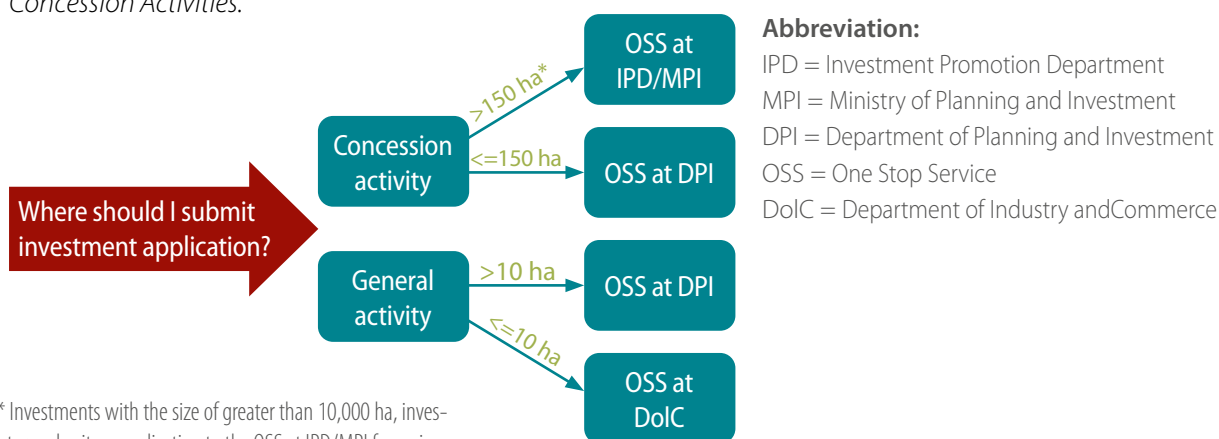 Concession Activities.
Where should I submit
investment application?
Concession
activity
>150 ha*
<=150 ha
OSS at
IPD/MPI
OSS at DPI
General
activity
>10 ha
<=10 ha
OSS at DPI
OSS at
DoIC
Abbreviation:
IPD = Investment Promotion Department
MPI = Ministry of Planning and Investment
DPI = Department of Planning and Investment
OSS = One Stop Service
DoIC = Department of Industry andCommerce
* Investments with the size of greater than 10,000 ha, inves-